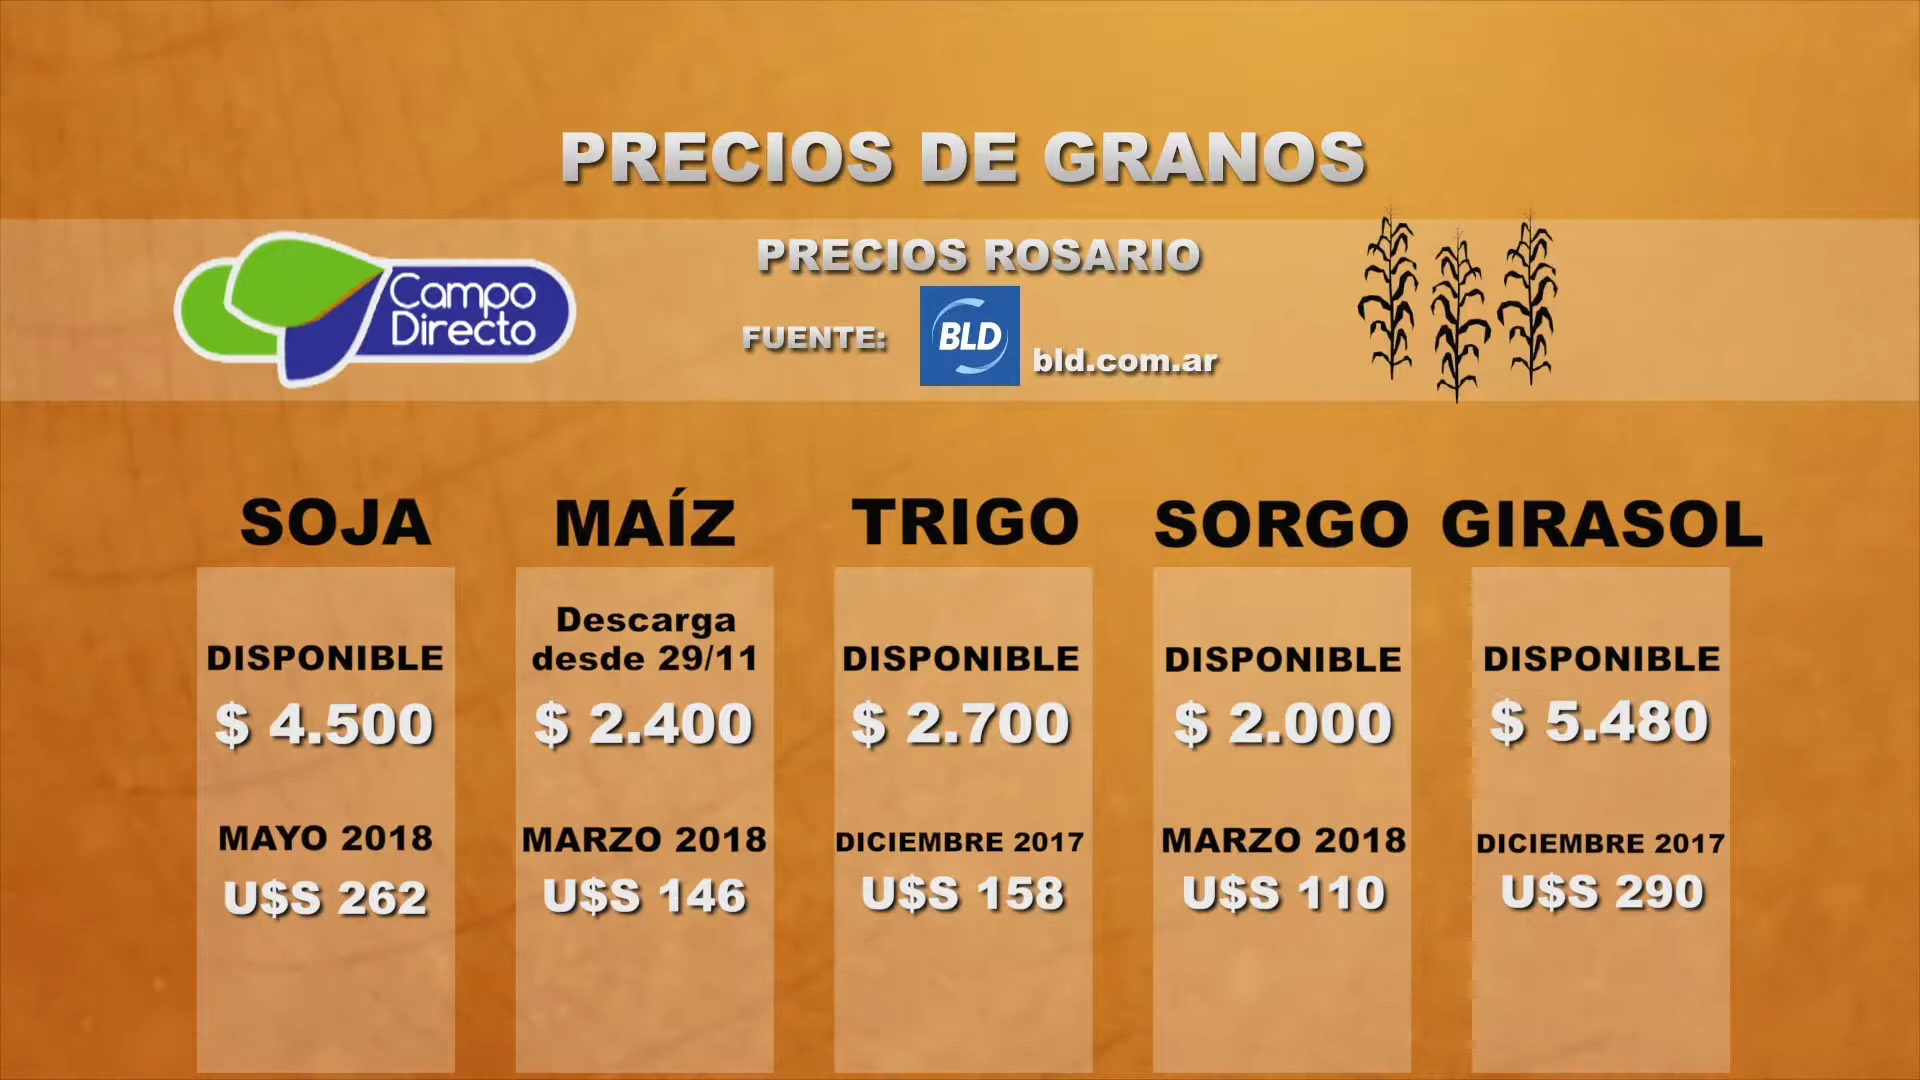 PRECIOS DE GRANOS
Campo
Directo
PRECIOS ROSARIO
FUENTE:
BLD
bld.com.ar
SOJA
DISPONIBLE
$ 4.500
MAYO 2018
U$S 262
MAÍZ
Descarga
desde 29/11
$ 2.400
MARZO 2018
U$S 146
TRIGO
DISPONIBLE
$ 2.700
DICIEMBRE 2017
U$S 158
SORGO
DISPONIBLE
$ 2.000
MARZO 2018
U$S 110
GIRASOL
DISPONIBLE
$ 5.480
DICIEMBRE 2017
U$S 290